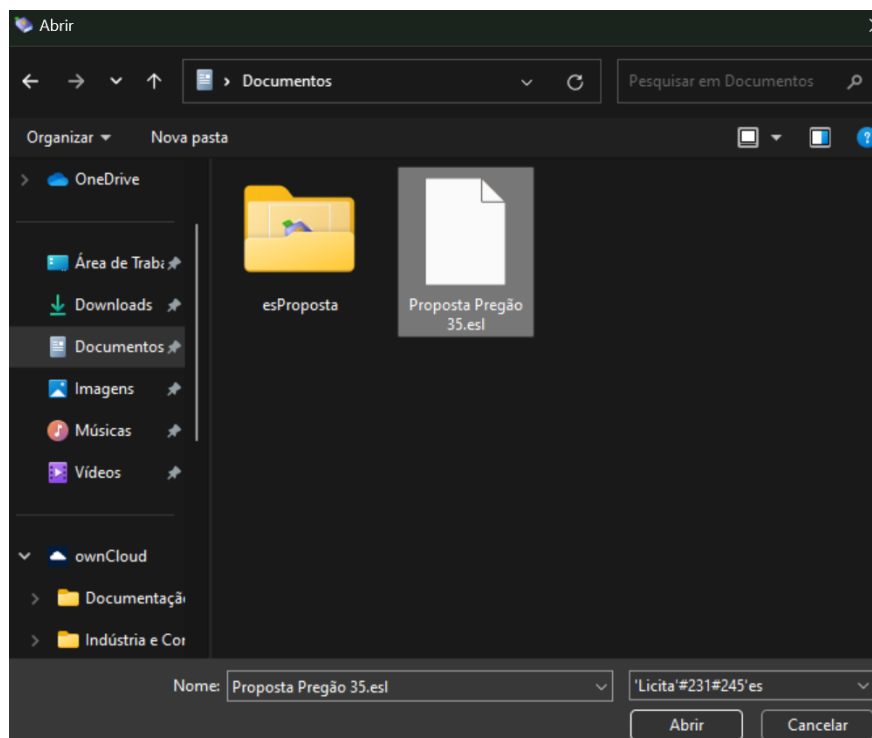 Abrir
Documentos
Pesquisar em Documentos
Organizar
Nova pasta
?
OneDrive
Área de Traba
Downloads
Documentos
Imagens
Músicas
Vídeos
ownCloud
Documentaçã
Indústria e Cor
esProposta
Proposta Pregão
35.esl
Nome:
Proposta Pregão 35.esl
'Licita'#231#245'es
Abrir
Cancelar